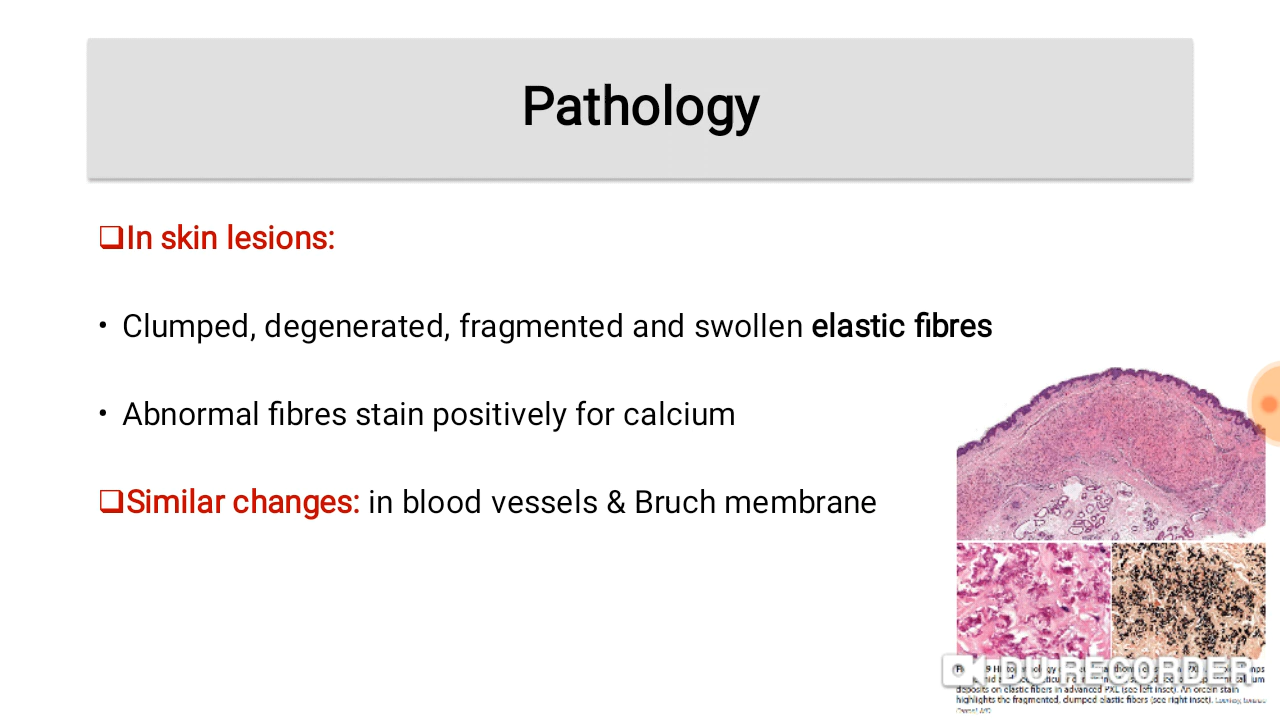 Pathology
❑In skin lesions:
• Clumped, degenerated, fragmented and swollen elastic fibres
• Abnormal fibres stain positively for calcium
❑Similar changes: in blood vessels & Bruch membrane
DU RECORDER
deposits on elastic fibers in advanced PXL (see left inset). An orcein stain
highlights the fragmented, clumped elastic fibers (see right inset).